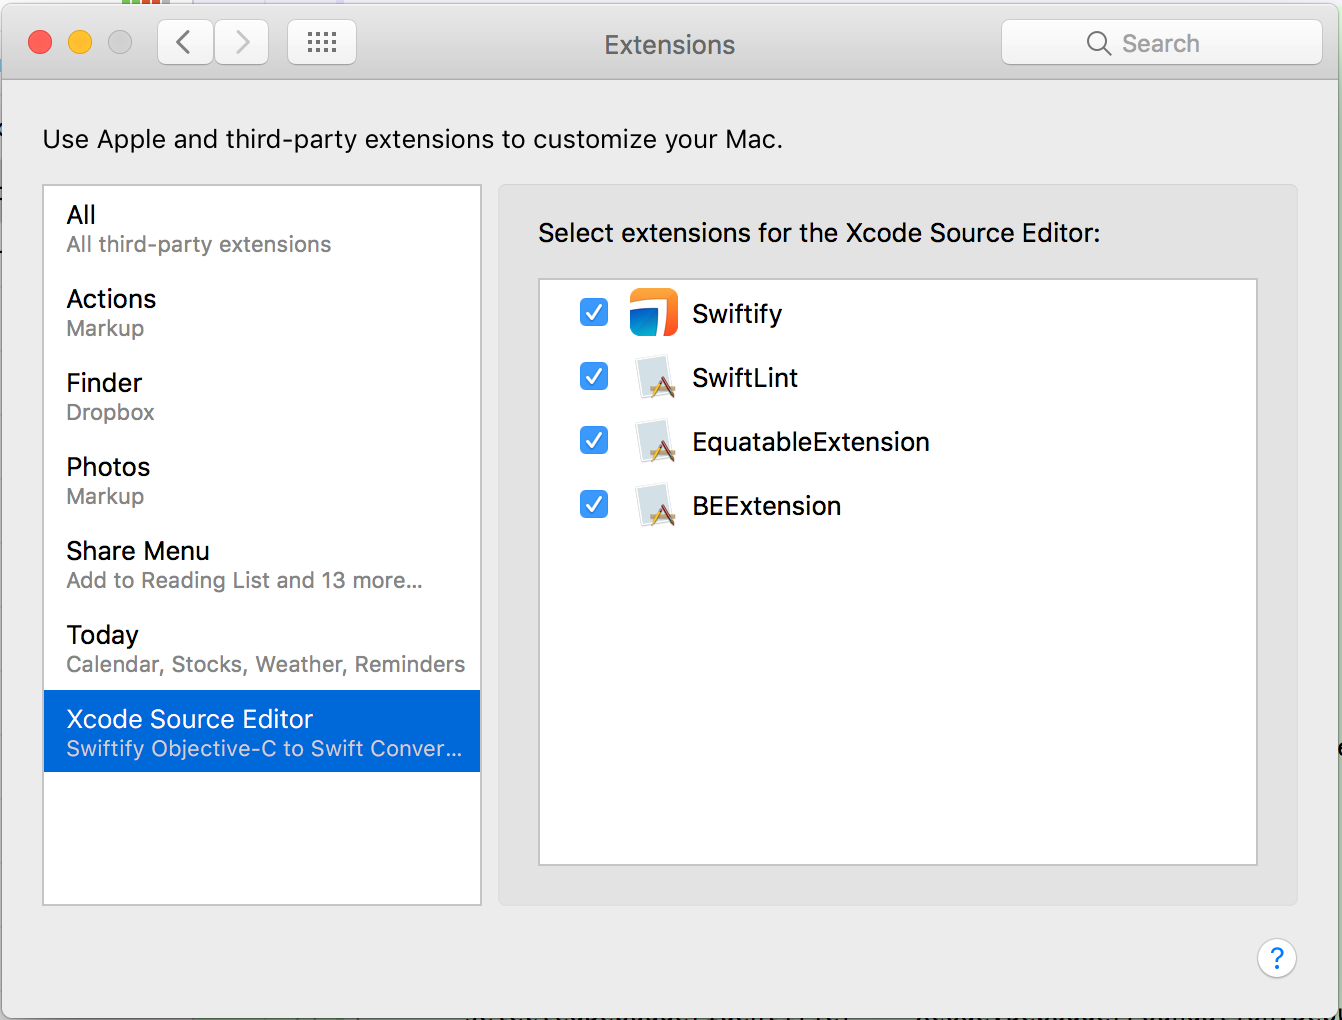 Extensions
Search
Use Apple and third-party extensions to customize your Mac.
All
All third-party extensions
Actions
Markup
Finder
Dropbox
Photos
Markup
Share Menu
Add to Reading List and 13 more...
Today
Calendar, Stocks, Weather, Reminders
Xcode Source Editor
Swiftify Objective-C to Swift Conver...
Select extensions for the Xcode Source Editor:
Swiftify
SwiftLint
EquatableExtension
BEExtension
?